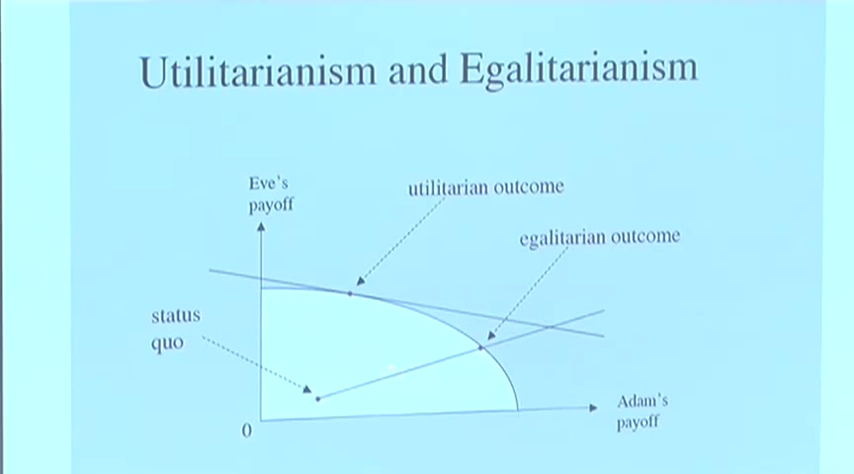 Utilitarianism and Egalitarianism
Eve's
payoff
utilitarian outcome
egalitarian outcome
status
quo
Adam's
payoff
0